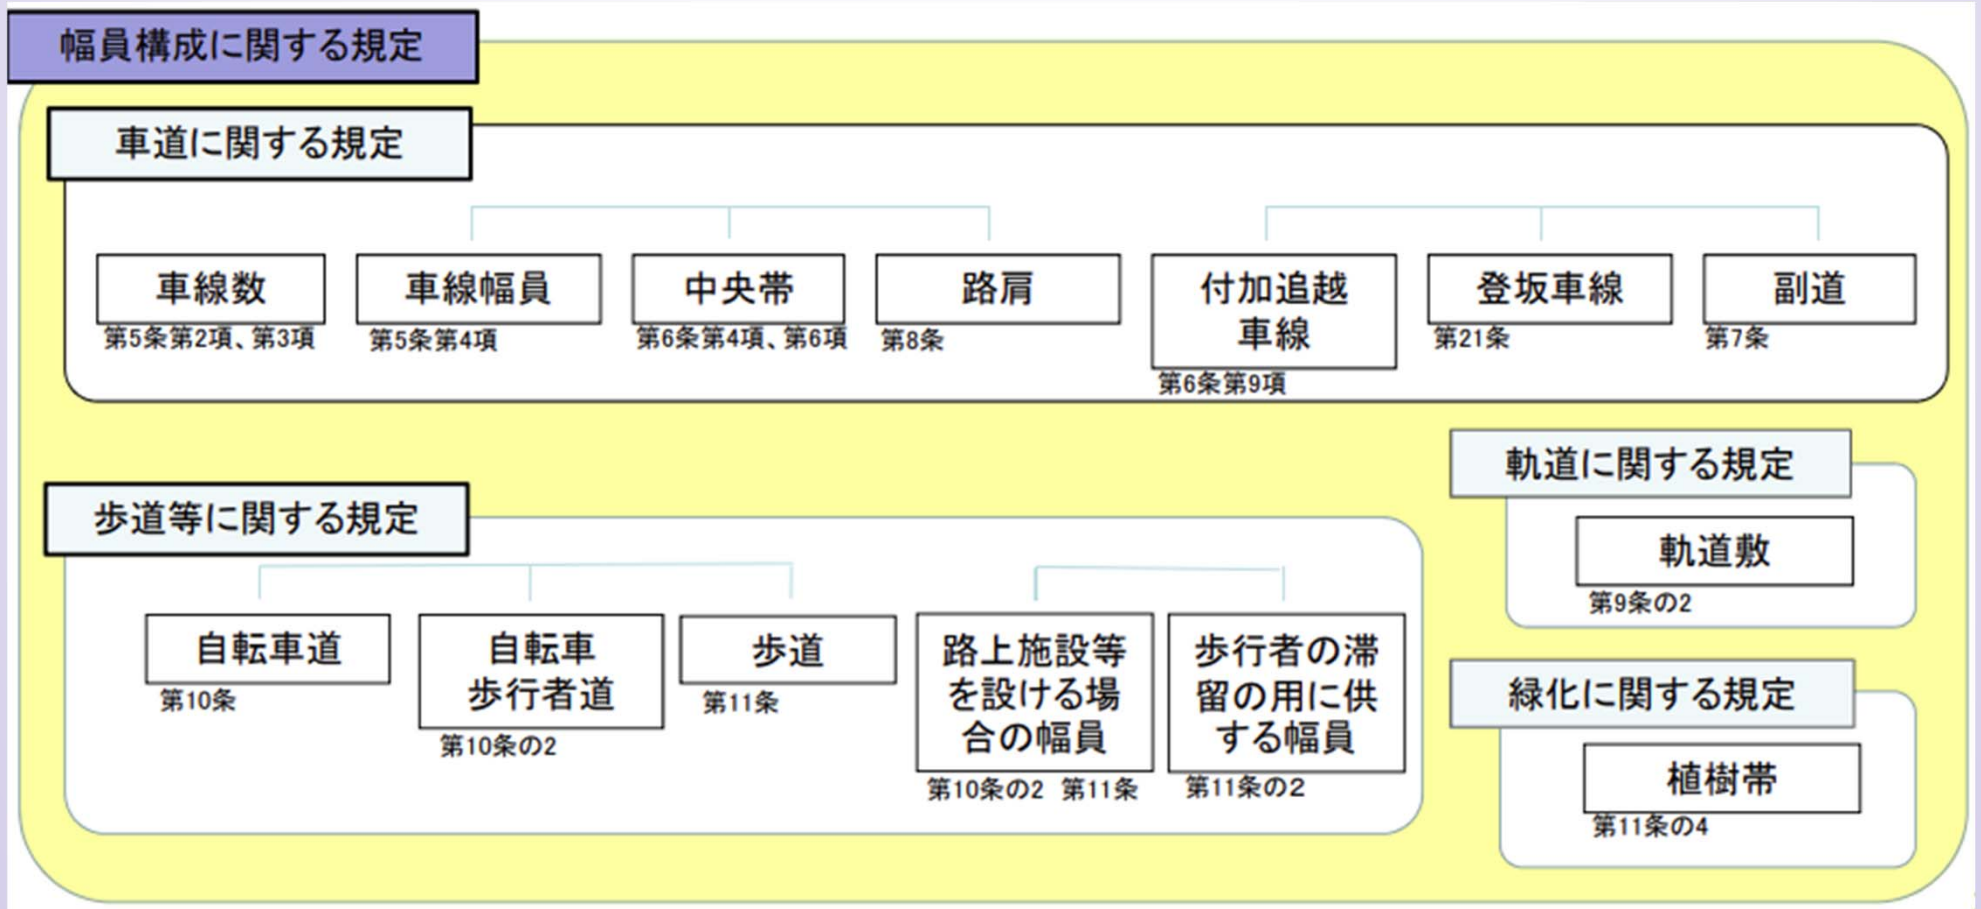 幅員構成に関する規定
車道に関する規定
車線数
第5条第2項、第3項
車線幅員
第5条第4項
中央帯
第6条第4項、第6項
路肩
第8条
付加追越
車線
第6条第9項
登坂車線
第21条
副道
第7条
歩道等に関する規定
自転車道
第10条
自転車
歩行者道
第10条の2
歩道
第11条
路上施設等
を設ける場
合の幅員
第10条の2 第11条
歩行者の滞
留の用に供
する幅員
第11条の2
軌道に関する規定
軌道敷
第9条の2
緑化に関する規定
植樹帯
第11条の4